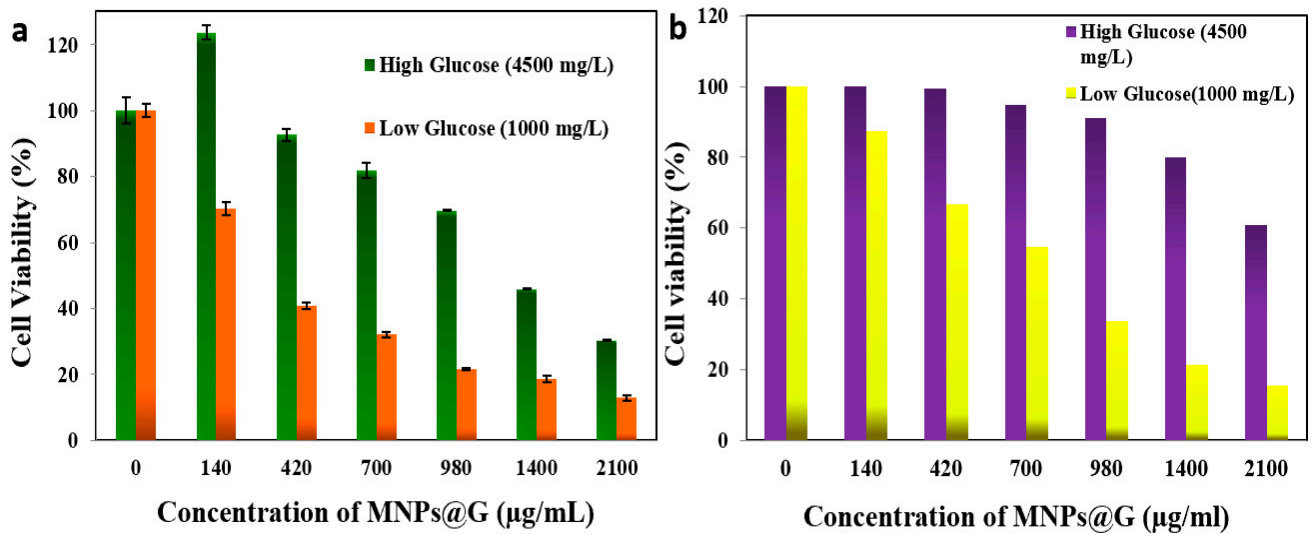 a
120
100
80
60
40
20
0
Cell Viability (%)
High Glucose (4500 mg/L)
Low Glucose (1000 mg/L)
0 140 420 700 980 1400 2100
Concentration of MNPs@G (µg/mL)
b
120
100
80
60
40
20
0
Cell viability (%)
High Glucose (4500
mg/L)
Low Glucose(1000 mg/L)
0 140 420 700 980 1400 2100
Concentration of MNPs@G (µg/ml)